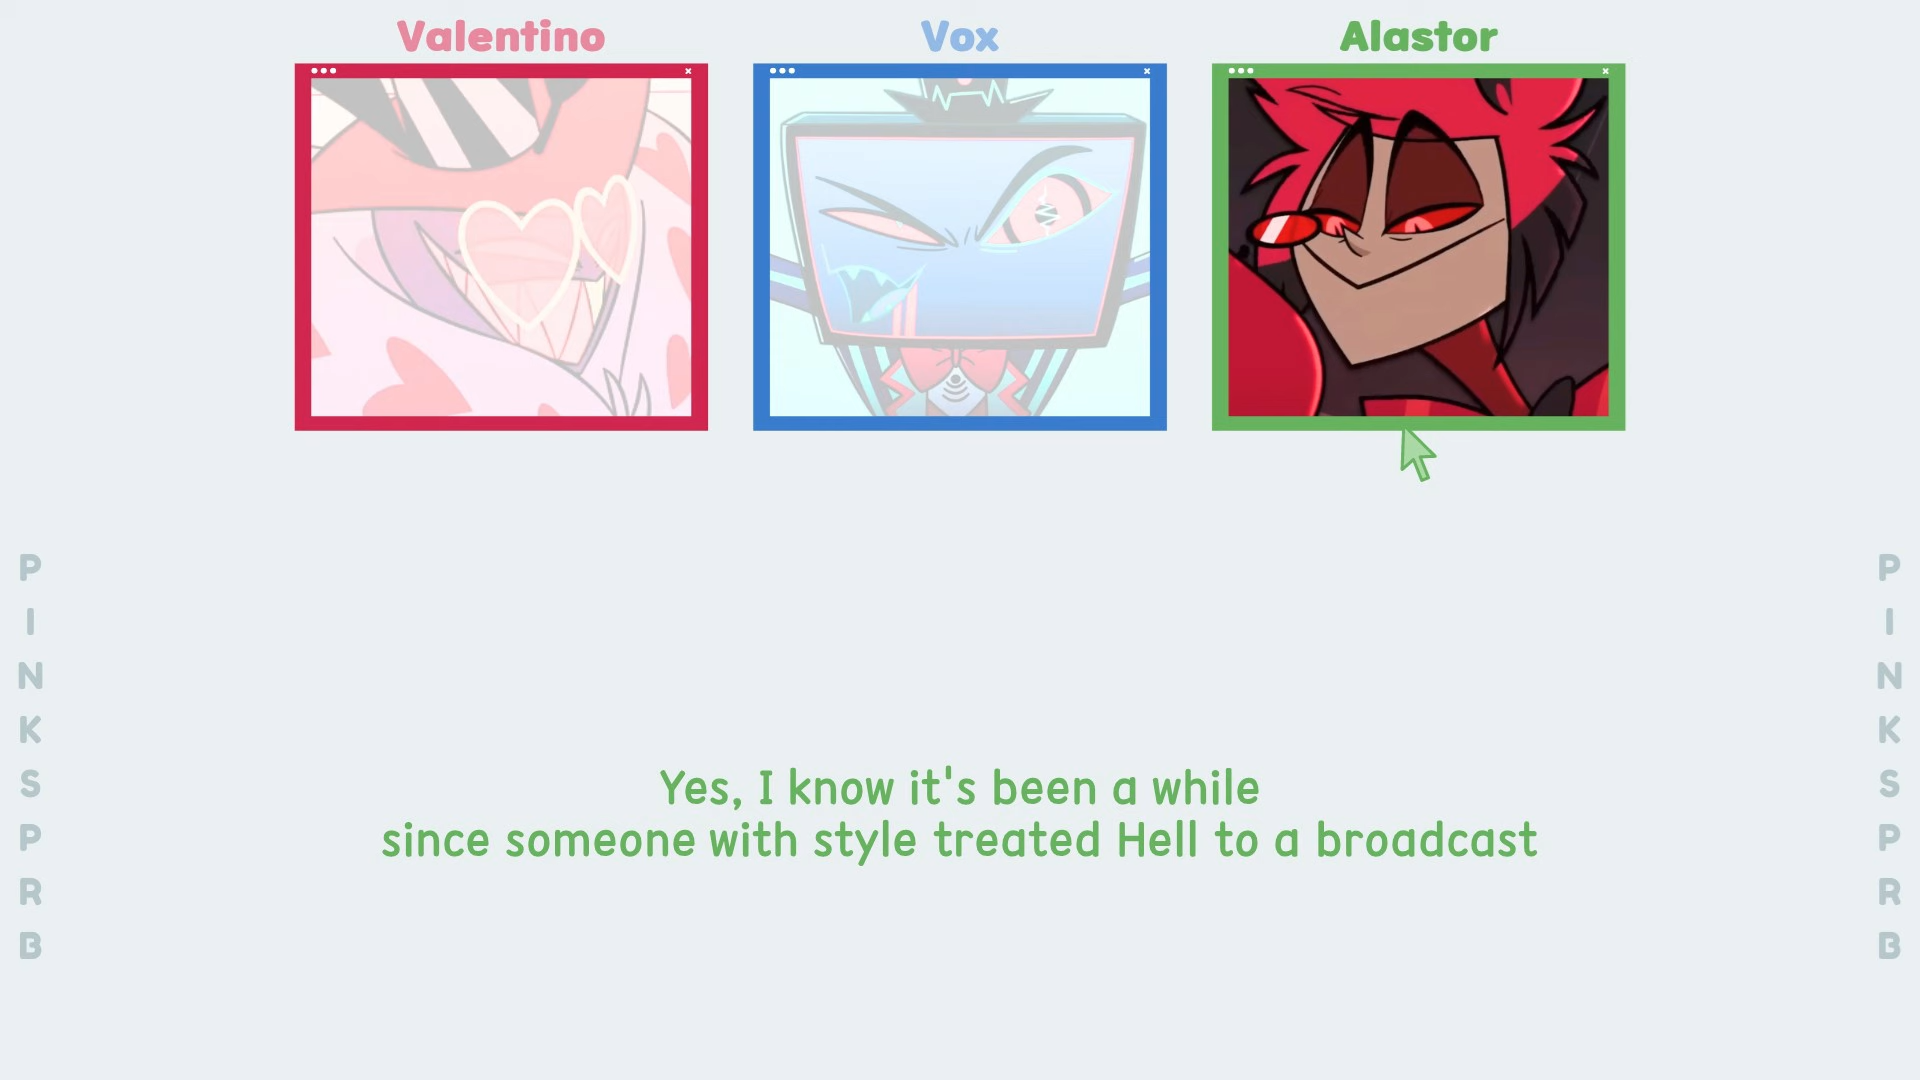 Valentino
Vox
Alastor
Yes, I know it's been a while
since someone with style treated Hell to a broadcast
PINKSPRB
PINKSPRB